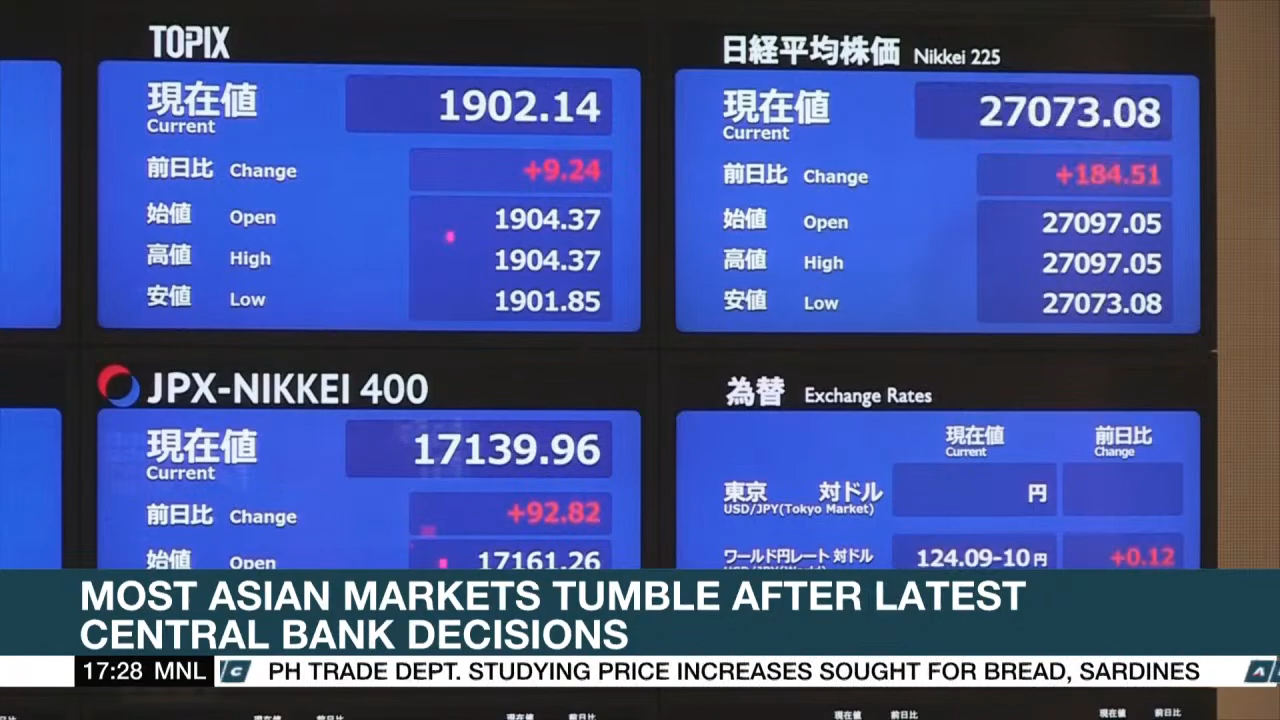 TOPIX
現在値
Current
1902.14
前日比 Change +9.24
始値 Open 1904.37
高値 High 1904.37
安値 Low 1901.85
日経平均株価 Nikkei 225
現在値
Current
27073.08
前日比 Change +184.51
始値 Open 27097.05
高値 High 27097.05
安値 Low 27073.08
JPX-NIKKEI 400
現在値
Current
17139.96
前日比 Change +92.82
始値 Open 17161.26
為替 Exchange Rates
現在値 前日比
Current Change
東京 対ドル 円
USD/JPY(Tokyo Market)
ワールド円レート 対ドル 124.09-10円 +0.12
MOST ASIAN MARKETS TUMBLE AFTER LATEST
CENTRAL BANK DECISIONS
17:28 MNL PH TRADE DEPT. STUDYING PRICE INCREASES SOUGHT FOR BREAD, SARDINES
現在値 前日比